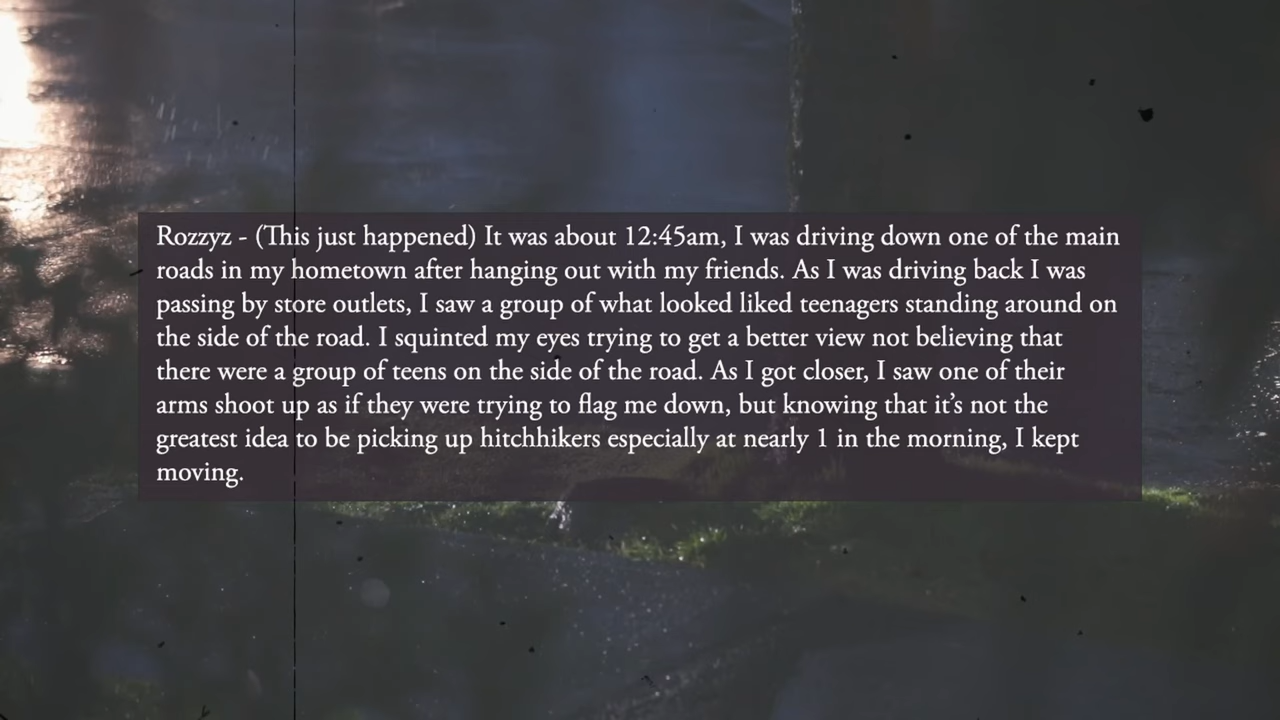 Rozzyz - (This just happened) It was about 12:45am, I was driving down one of the main
roads in my hometown after hanging out with my friends. As I was driving back I was
passing by store outlets, I saw a group of what looked liked teenagers standing around on
the side of the road. I squinted my eyes trying to get a better view not believing that
there were a group of teens on the side of the road. As I got closer, I saw one of their
arms shoot up as if they were trying to flag me down, but knowing that it’s not the
greatest idea to be picking up hitchhikers especially at nearly 1 in the morning, I kept
moving.